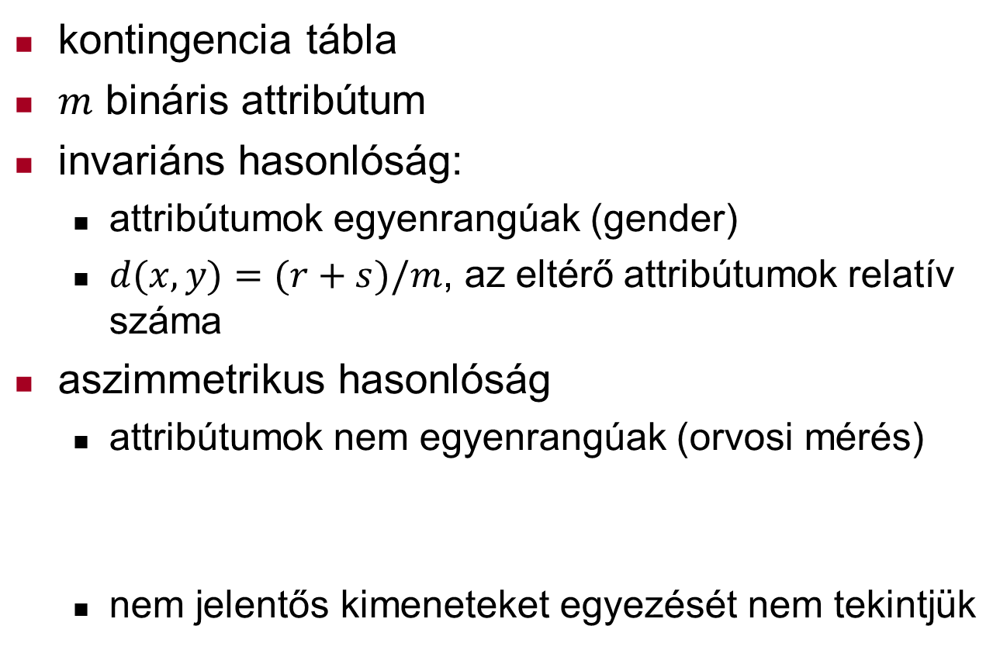 kontingencia tábla
𝑚 bináris attribútum
invariáns hasonlóság:
attribútumok egyenrangúak (gender)
𝑑(𝑥, 𝑦) = (𝑟 + 𝑠)/𝑚, az eltérő attribútumok relatív
száma
aszimmetrikus hasonlóság
attribútumok nem egyenrangúak (orvosi mérés)
nem jelentős kimeneteket egyezését nem tekintjük